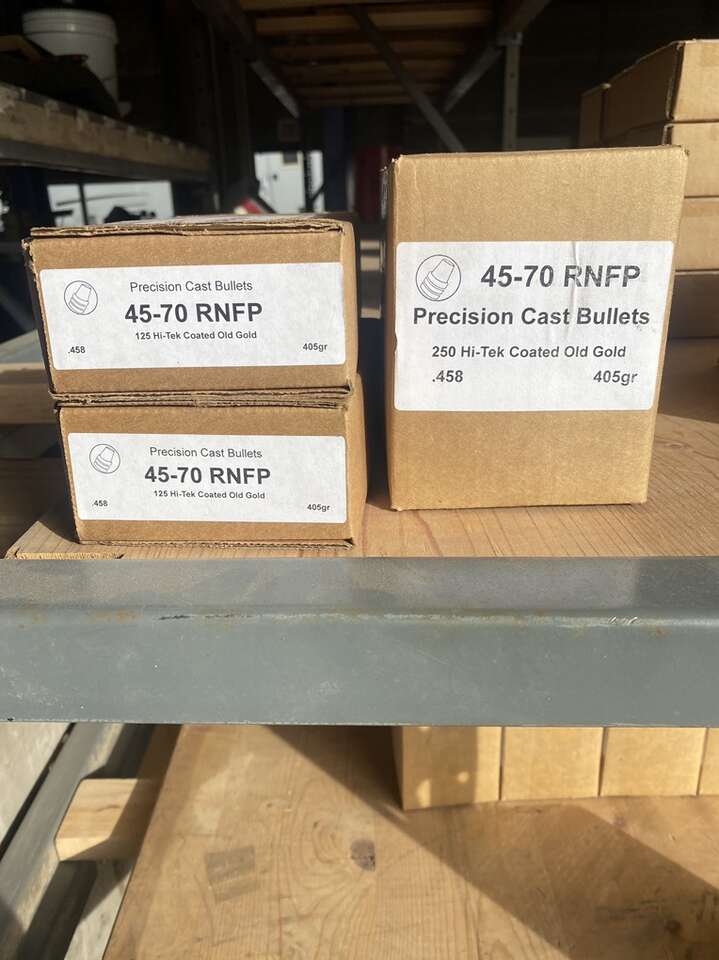 Precision Cast Bullets
45-70 RNFP
125 Hi-Tek Coated Old Gold
.458 405gr
Precision Cast Bullets
45-70 RNFP
125 Hi-Tek Coated Old Gold
.458 405gr
45-70 RNFP
Precision Cast Bullets
250 Hi-Tek Coated Old Gold
.458 405gr